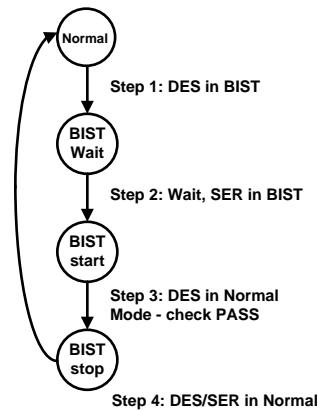 Normal
Step 1: DES in BIST
BIST
Wait
Step 2: Wait, SER in BIST
BIST
start
Step 3: DES in Normal
Mode - check PASS
BIST
stop
Step 4: DES/SER in Normal